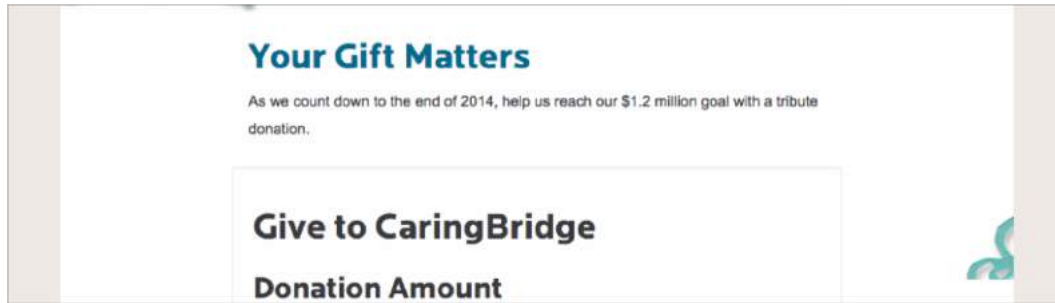 Your Gift Matters
As we count down to the end of 2014, help us reach our $1.2 million goal with a tribute
donation.
Give to CaringBridge
Donation Amount